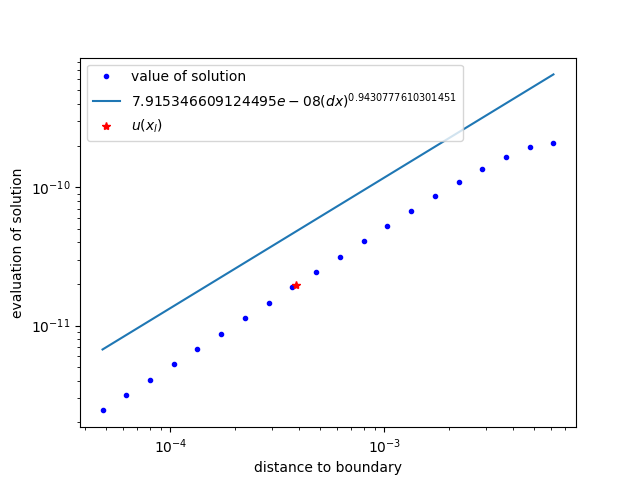 value of solution
7.915346609124495e − 08(dx)^0.9430777610301451
u(x_l)
evaluation of solution
10^−10
10^−11
10^−4
10^−3
distance to boundary